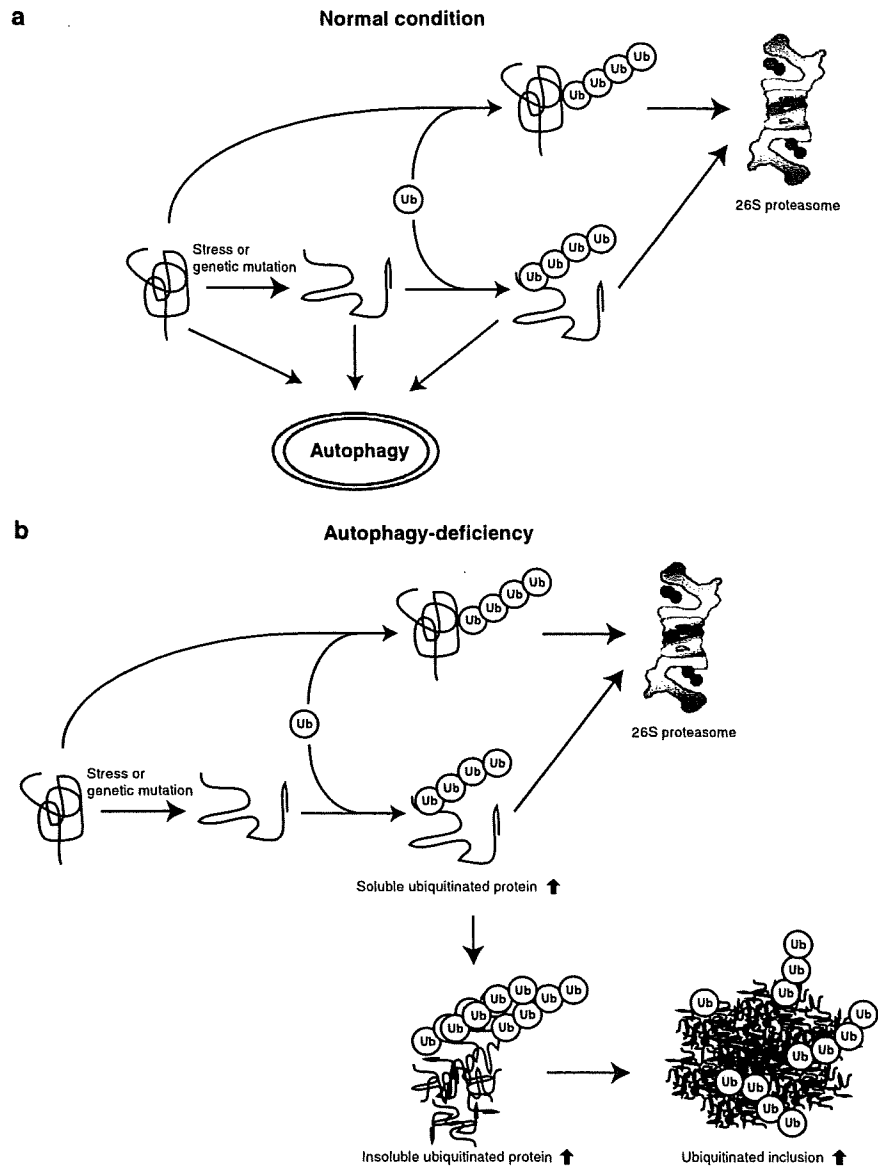 a
Normal condition
Ub Ub Ub Ub
26S proteasome
Ub
Stress or
genetic mutation
Ub Ub Ub Ub
Autophagy
b
Autophagy-deficiency
Ub Ub Ub Ub
26S proteasome
Ub
Stress or
genetic mutation
Ub Ub Ub Ub
Soluble ubiquitinated protein
Ub Ub Ub Ub Ub Ub Ub Ub Ub
Ub Ub Ub Ub Ub Ub Ub Ub Ub Ub Ub Ub
Insoluble ubiquitinated protein
Ubiquitinated inclusion